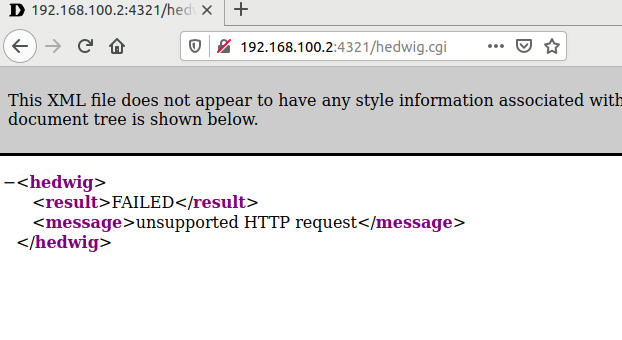 192.168.100.2:4321/hed
192.168.100.2:4321/hedwig.cgi
This XML file does not appear to have any style information associated with
document tree is shown below.
−<hedwig>
<result>FAILED</result>
<message>unsupported HTTP request</message>
</hedwig>